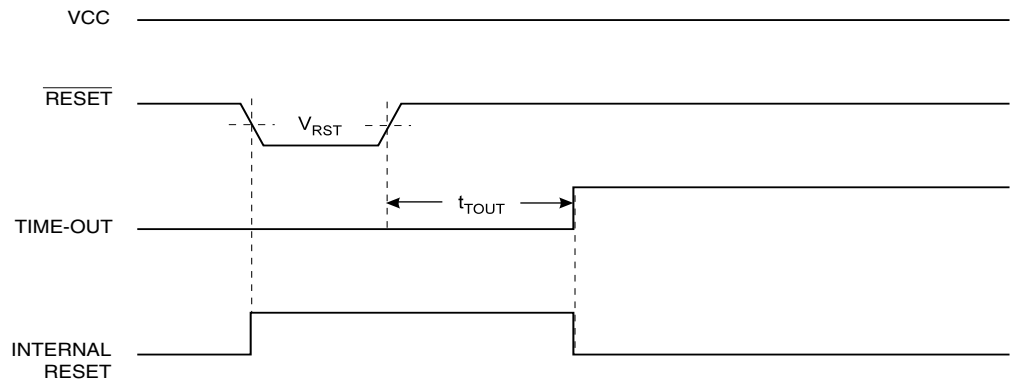 VCC
RESET
V_RST
t_TOUT
TIME-OUT
INTERNAL
RESET